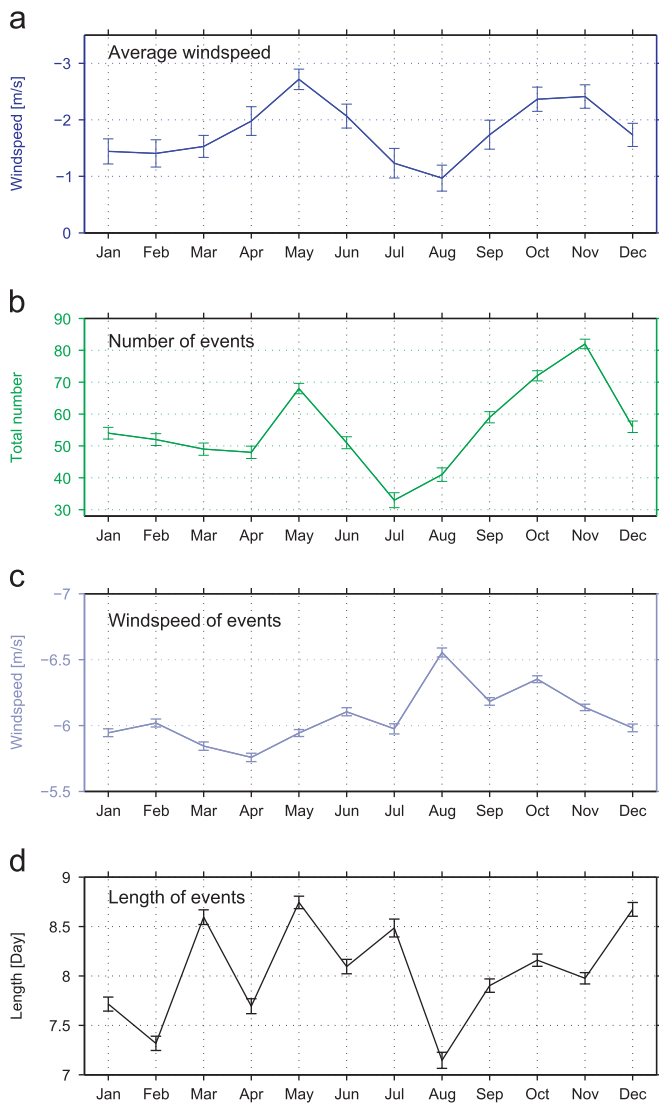 a
Average windspeed
Windspeed [m/s]
−3
−2
−1
0
Jan Feb Mar Apr May Jun Jul Aug Sep Oct Nov Dec
b
Number of events
Total number
90
80
70
60
50
40
30
Jan Feb Mar Apr May Jun Jul Aug Sep Oct Nov Dec
c
Windspeed of events
Windspeed [m/s]
−7
−6.5
−6
−5.5
Jan Feb Mar Apr May Jun Jul Aug Sep Oct Nov Dec
d
Length of events
Length [Day]
9
8.5
8
7.5
7
Jan Feb Mar Apr May Jun Jul Aug Sep Oct Nov Dec